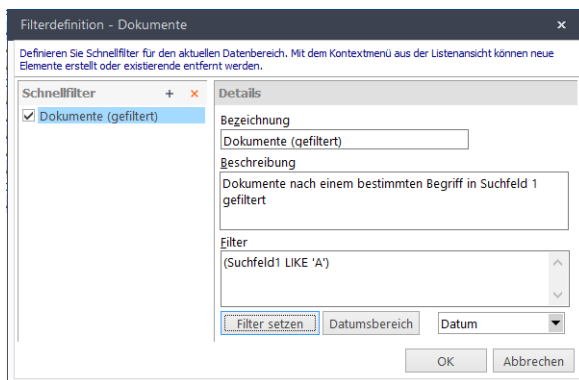 Filterdefinition - Dokumente
Definieren Sie Schnellfilter für den aktuellen Datenbereich. Mit dem Kontextmenü aus der Listenansicht können neue
Elemente erstellt oder existierende entfernt werden.
Schnellfilter + ×
Dokumente (gefiltert)
Details
Bezeichnung
Dokumente (gefiltert)
Beschreibung
Dokumente nach einem bestimmten Begriff in Suchfeld 1
gefiltert
Filter
(Suchfeld1 LIKE 'A')
Filter setzen Datumsbereich Datum
OK Abbrechen